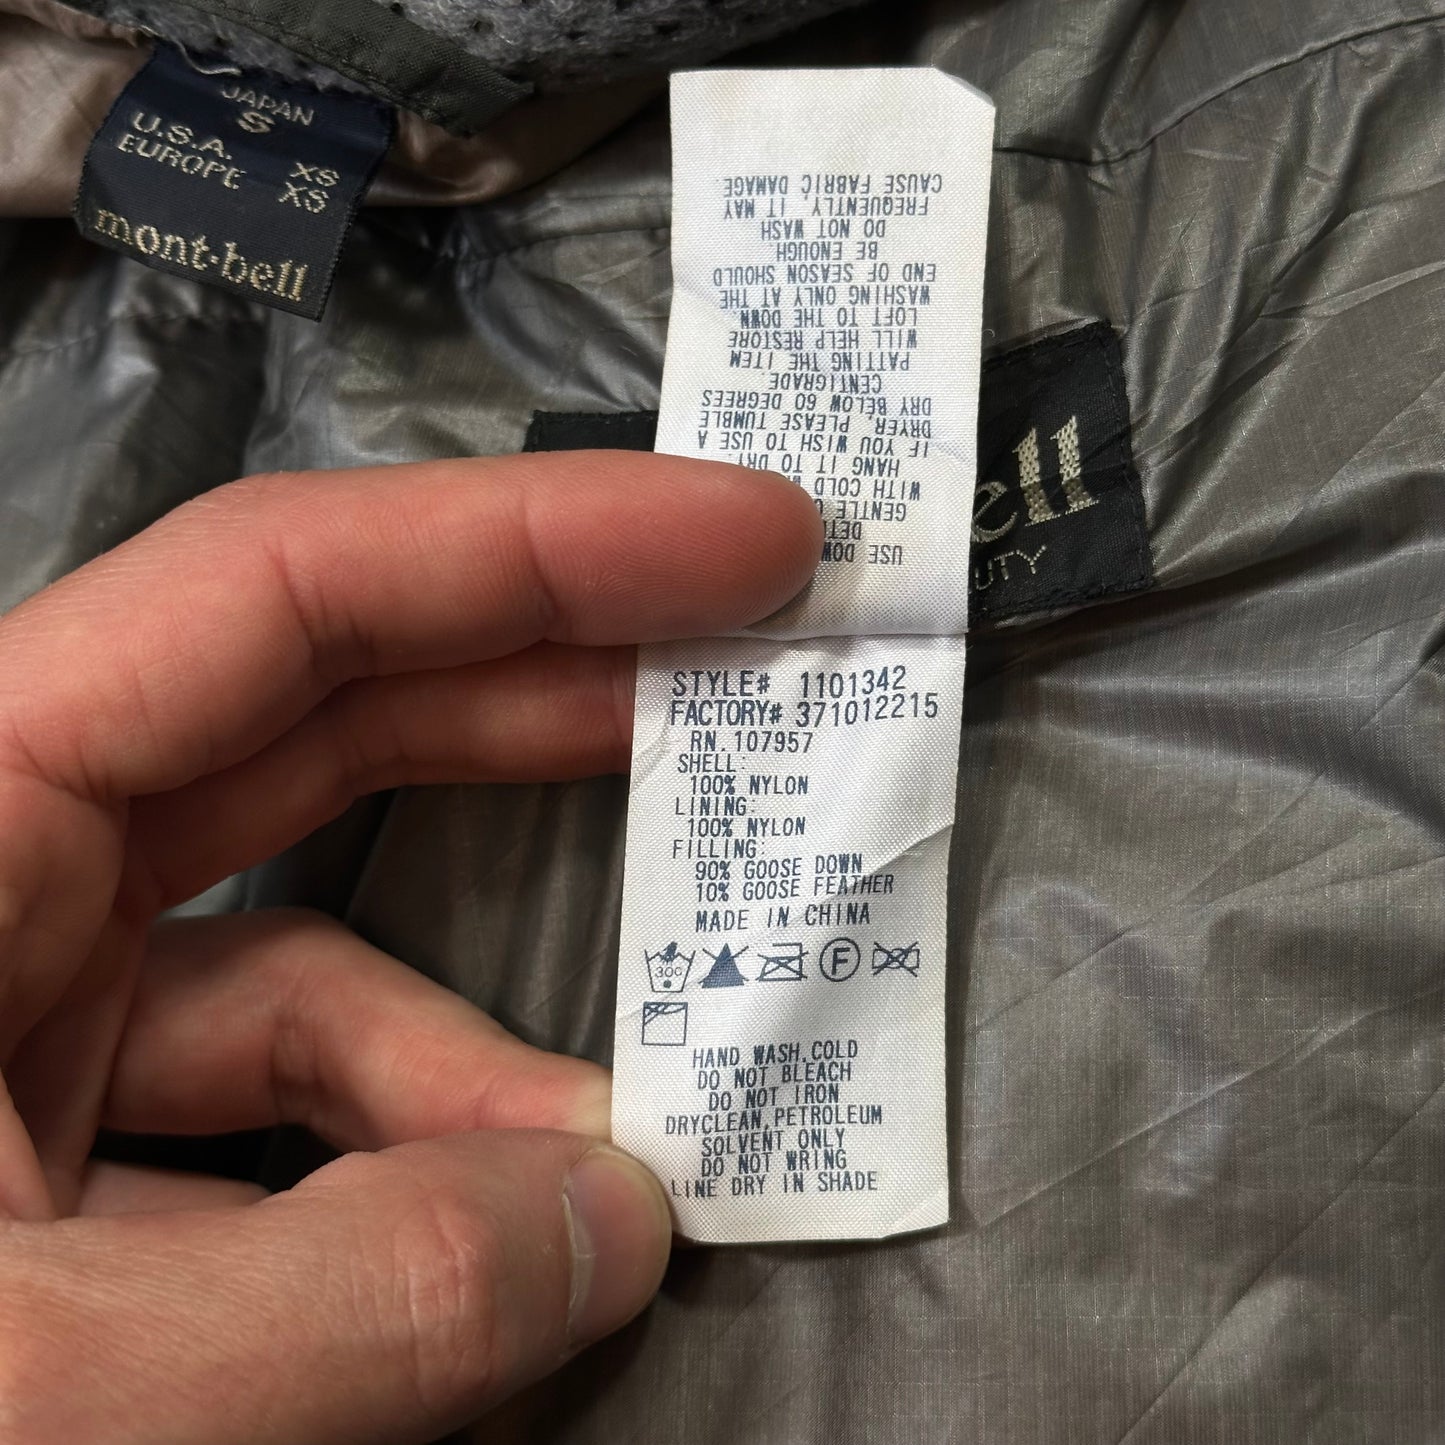 JAPAN
S
U.S.A. XS
EUROPE XS
mont-bell
ell
UTY
USE DOW
DETE
GENTLE C
WITH COLD W
HANG IT TO DRY.
IF YOU WISH TO USE A
DRYER, PLEASE TUMBLE
DRY BELOW 60 DEGREES
CENTIGRADE
PATTING THE ITEM
WILL HELP RESTORE
LOFT TO THE DOWN
WASHING ONLY AT THE
END OF SEASON SHOULD
BE ENOUGH
DO NOT WASH
FREQUENTLY, IT MAY
CAUSE FABRIC DAMAGE
STYLE# 1101342
FACTORY# 371012215
RN. 107957
SHELL:
100% NYLON
LINING:
100% NYLON
FILLING:
90% GOOSE DOWN
10% GOOSE FEATHER
MADE IN CHINA
30C
F
HAND WASH,COLD
DO NOT BLEACH
DO NOT IRON
DRYCLEAN,PETROLEUM
SOLVENT ONLY
DO NOT WRING
LINE DRY IN SHADE